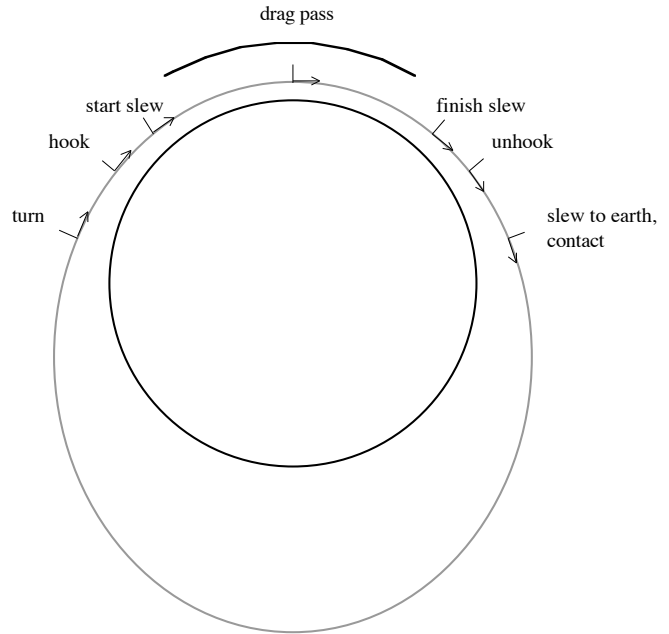 drag pass
start slew
finish slew
hook
unhook
turn
slew to earth,
contact